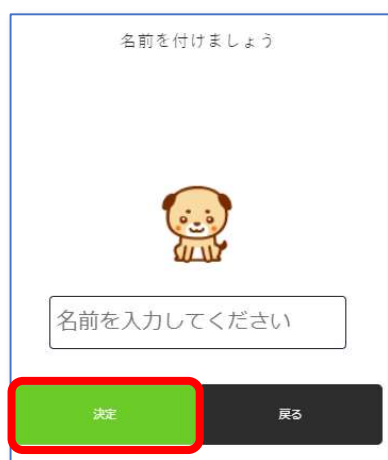 名前を付けましょう
名前を入力してください
決定
戻る